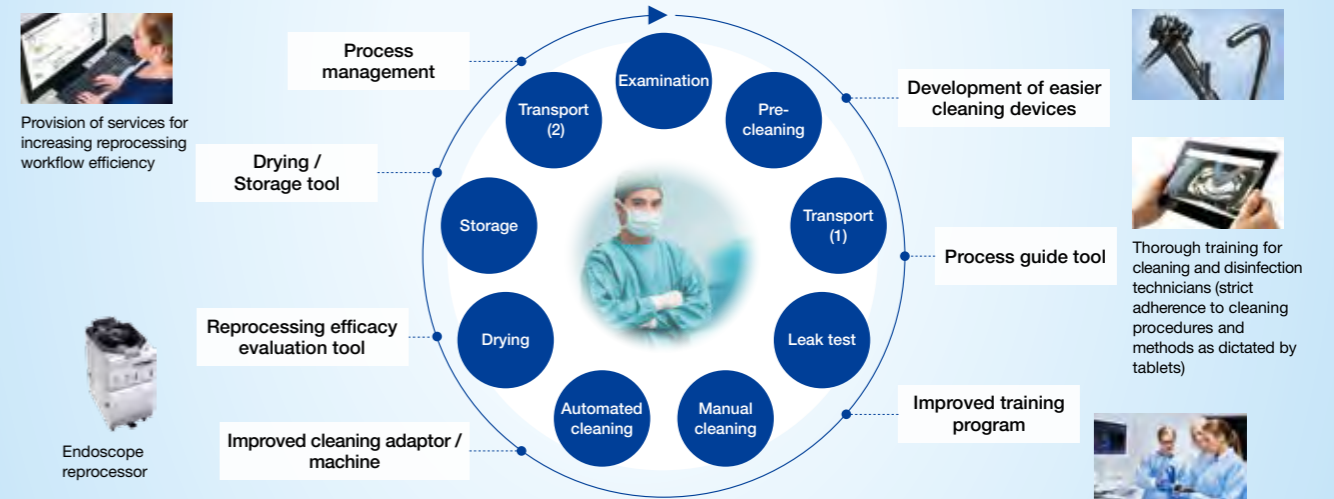 Provision of services for
increasing reprocessing
workflow efficiency
Process
management
Drying /
Storage tool
Reprocessing efficacy
evaluation tool
Endoscope
reprocessor
Improved cleaning adaptor /
machine
Examination
Pre-
cleaning
Transport
(1)
Leak test
Manual
cleaning
Automated
cleaning
Drying
Storage
Transport
(2)
Development of easier
cleaning devices
Process guide tool
Improved training
program
Thorough training for
cleaning and disinfection
technicians (strict
adherence to cleaning
procedures and
methods as dictated by
tablets)